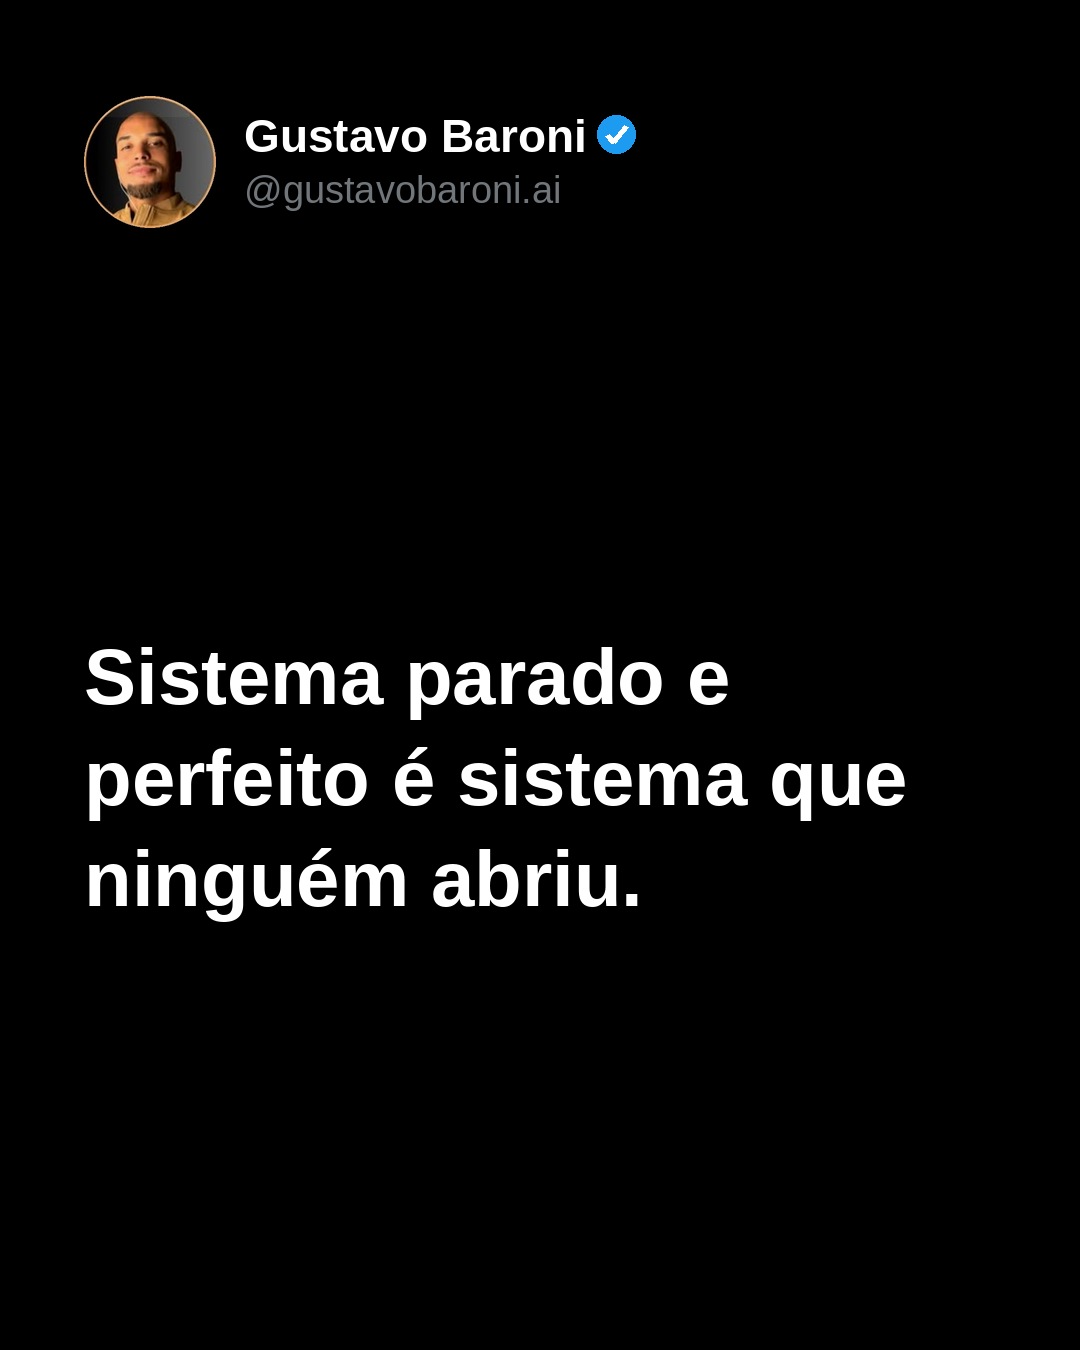 Gustavo Baroni
@gustavobaroni.ai
Sistema parado e
perfeito é sistema que
ninguém abriu.